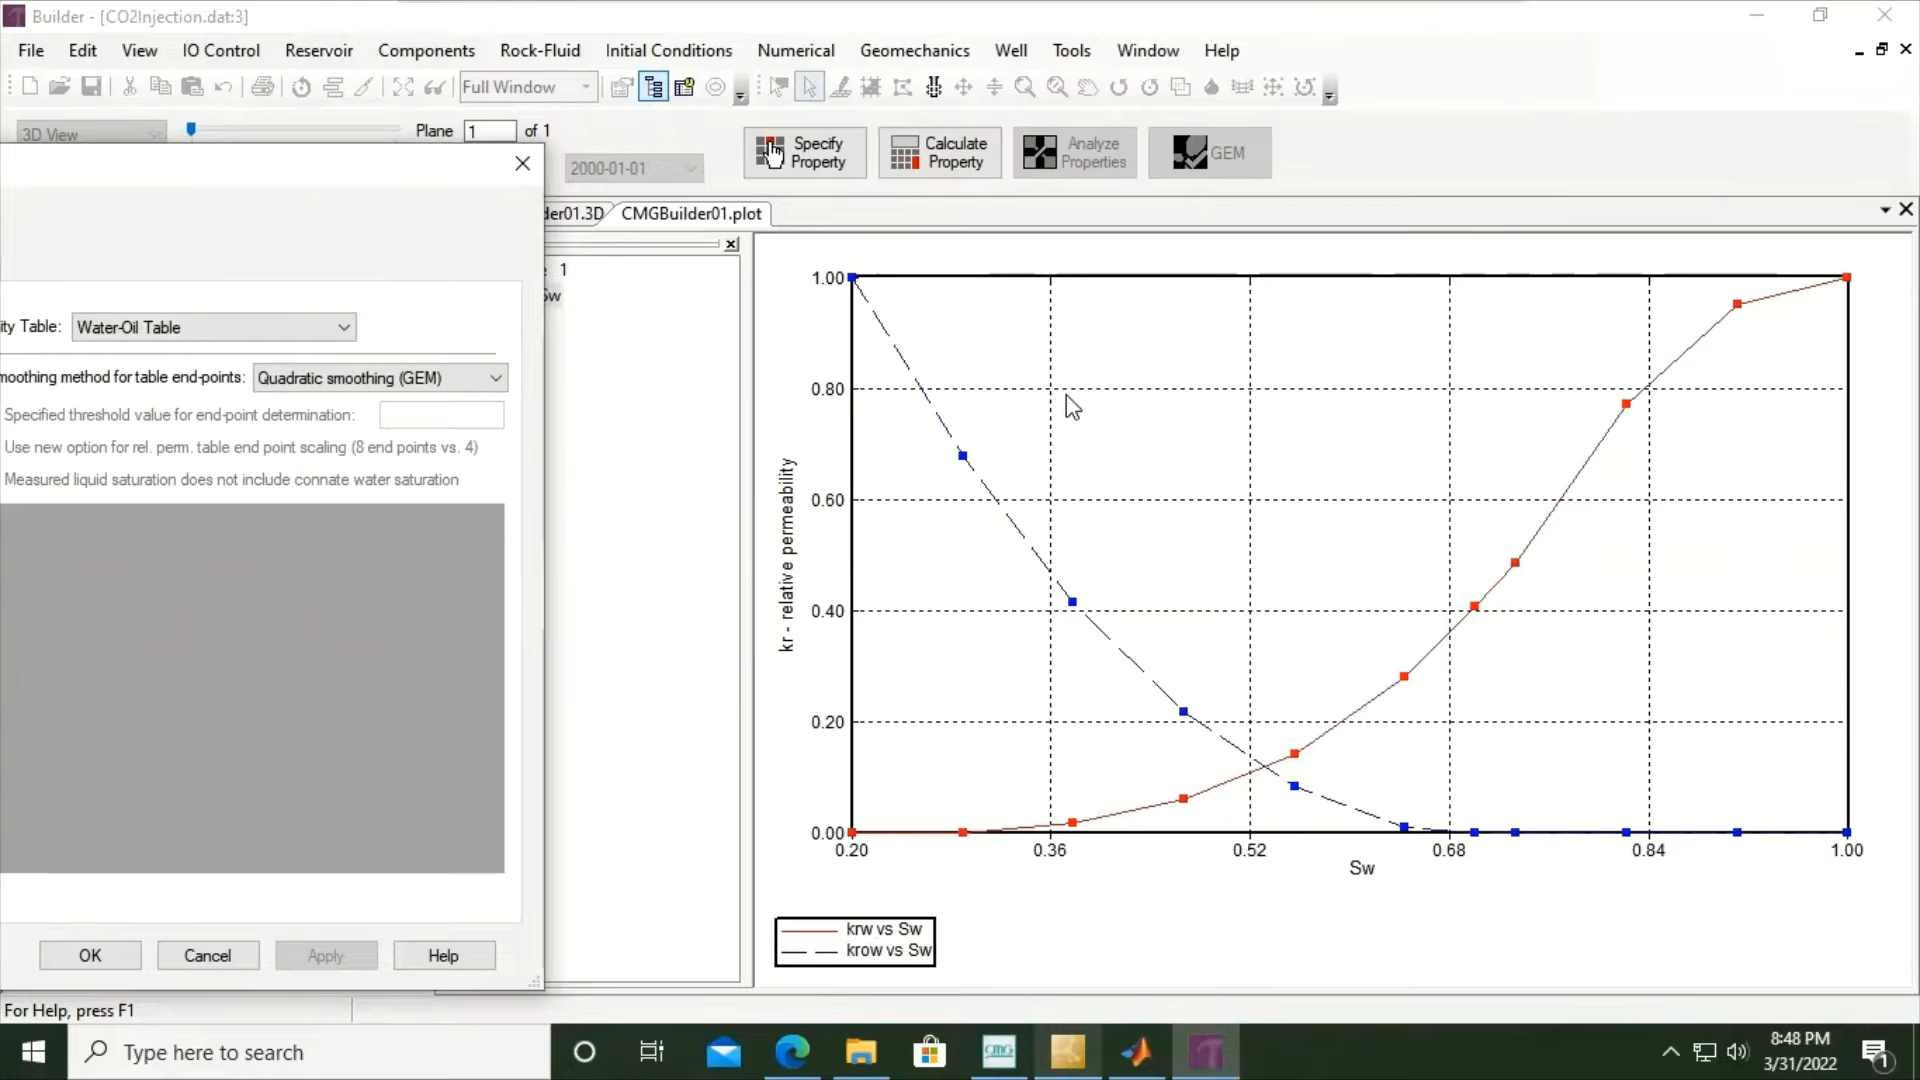 Builder - [CO2Injection.dat:3]
File Edit View IO Control Reservoir Components Rock-Fluid Initial Conditions Numerical Geomechanics Well Tools Window Help
Full Window
3D View
Plane 1 of 1
2000-01-01
Specify Property
Calculate Property
Analyze Properties
GEM
der01.3D CMGBuilder01.plot
1
Sw
ity Table: Water-Oil Table
moothing method for table end-points: Quadratic smoothing (GEM)
Specified threshold value for end-point determination:
Use new option for rel. perm. table end point scaling (8 end points vs. 4)
Measured liquid saturation does not include connate water saturation
OK Cancel Apply Help
1.00
0.80
0.60
0.40
0.20
0.00
kr - relative permeability
0.20 0.36 0.52 0.68 0.84 1.00
Sw
krw vs Sw
krow vs Sw
For Help, press F1
Type here to search
CMG
8:48 PM
3/31/2022
1